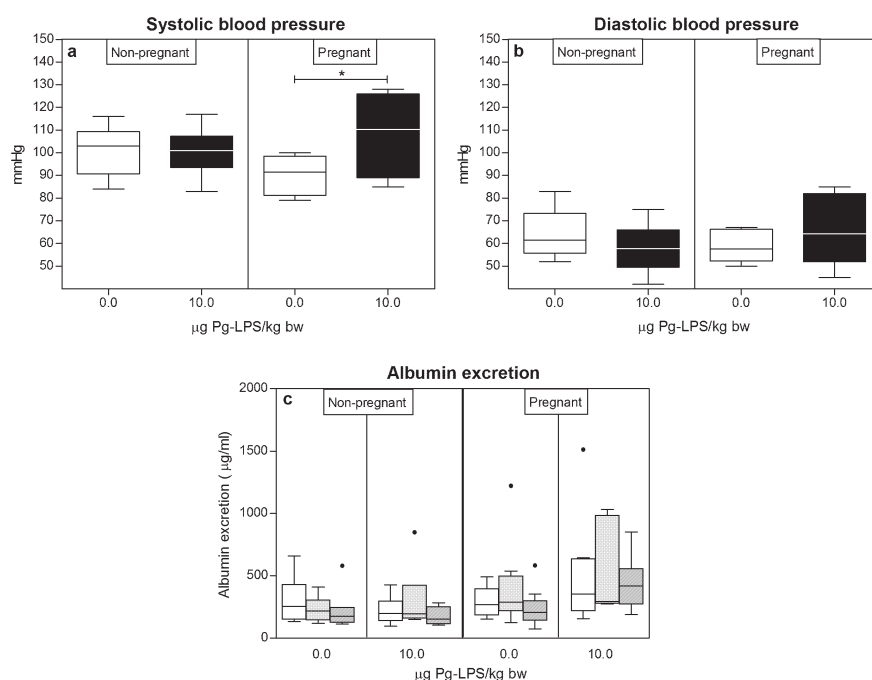 Systolic blood pressure
a
Non-pregnant
Pregnant
*
150
140
130
120
110
100
90
80
70
60
50
mmHg
0.0 10.0 0.0 10.0
μg Pg-LPS/kg bw
Diastolic blood pressure
b
Non-pregnant
Pregnant
150
140
130
120
110
100
90
80
70
60
50
mmHg
0.0 10.0 0.0 10.0
μg Pg-LPS/kg bw
Albumin excretion
c
Non-pregnant
Pregnant
2000
1500
1000
500
0
Albumin excretion ( μg/ml)
0.0 10.0 0.0 10.0
μg Pg-LPS/kg bw